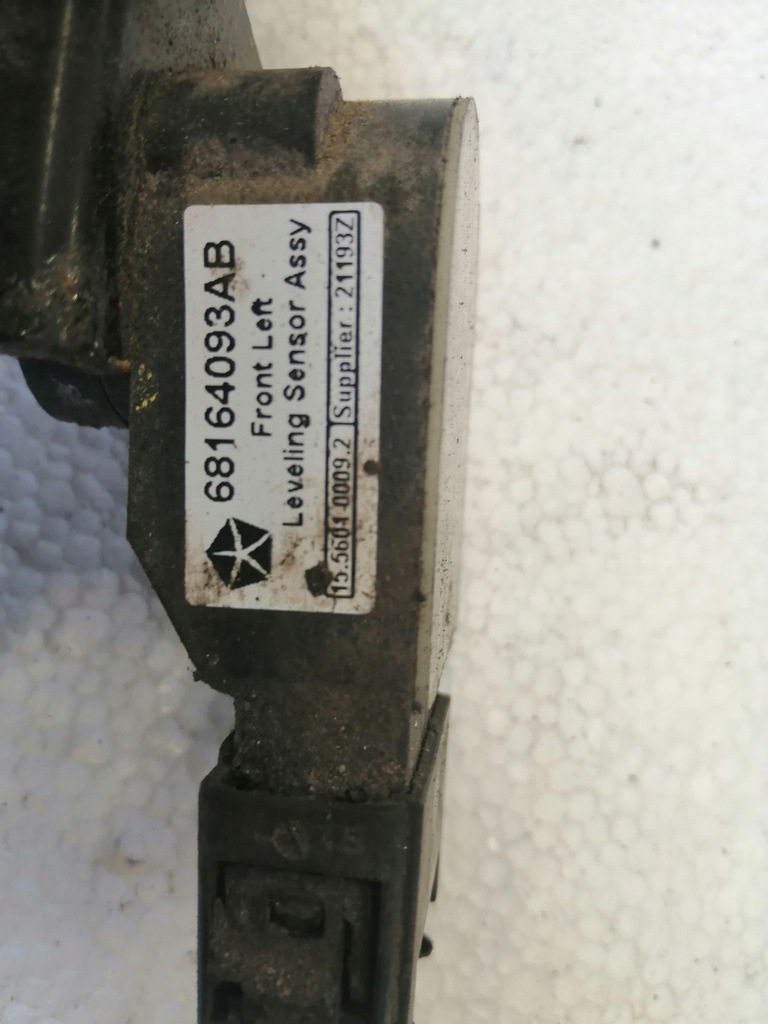 68164093AB
Front Left
Leveling Sensor Assy
15.5601 0009.2 Supplier: 21193Z